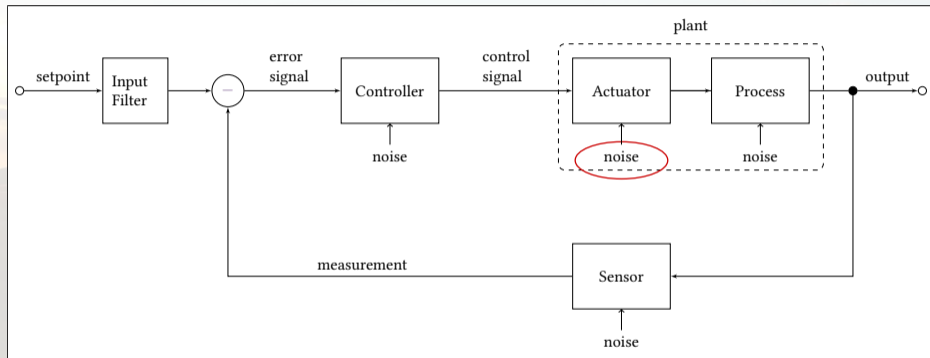 plant
setpoint
Input
Filter
−
error
signal
Controller
noise
control
signal
Actuator
noise
Process
noise
output
measurement
Sensor
noise